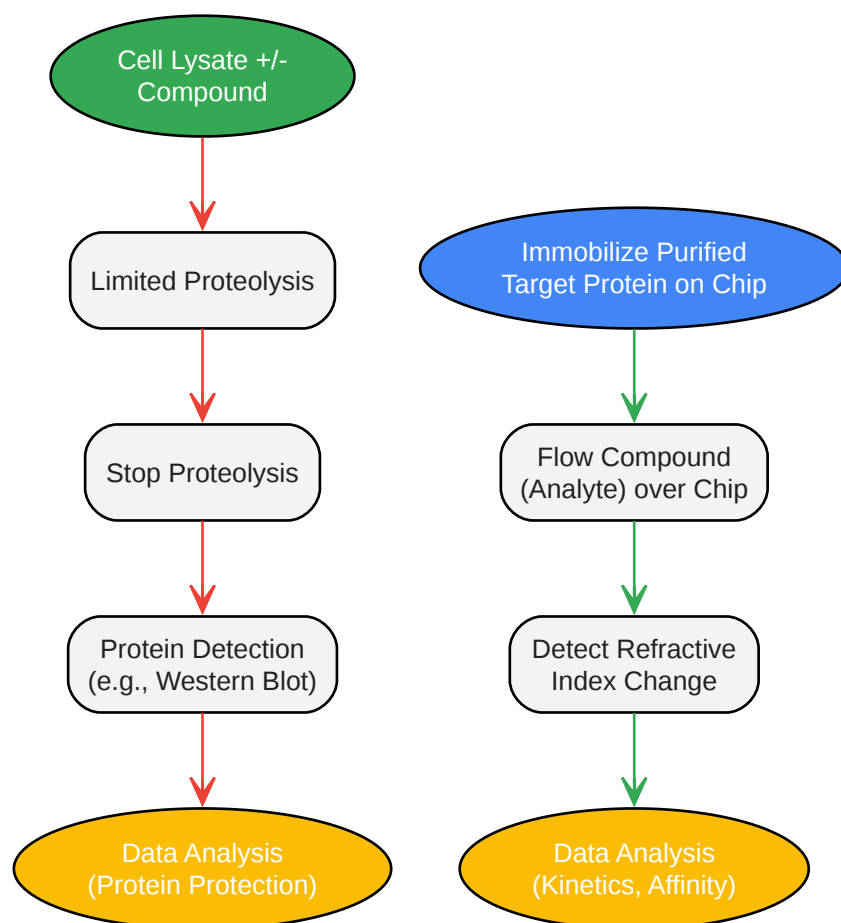 Cell Lysate +/-
Compound
Limited Proteolysis
Stop Proteolysis
Protein Detection
(e.g., Western Blot)
Data Analysis
(Protein Protection)
Immobilize Purified
Target Protein on Chip
Flow Compound
(Analyte) over Chip
Detect Refractive
Index Change
Data Analysis
(Kinetics, Affinity)